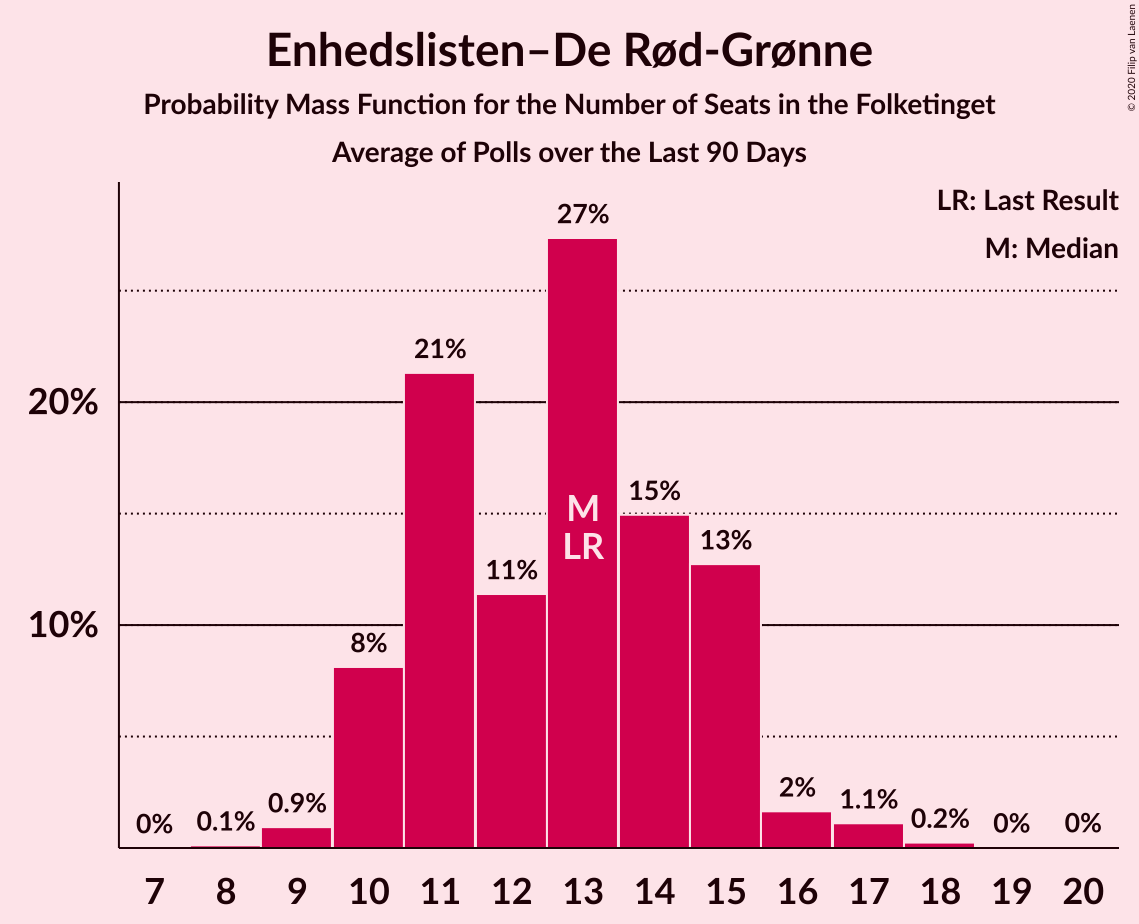 Enhedslisten–De Rød-Grønne
Probability Mass Function for the Number of Seats in the Folketinget
Average of Polls over the Last 90 Days
© 2020 Filip van Laenen
LR: Last Result
M: Median
20%
10%
0%
0.1%
0.9%
8%
21%
11%
27%
15%
13%
2%
1.1%
0.2%
0%
0%
M
LR
7 8 9 10 11 12 13 14 15 16 17 18 19 20